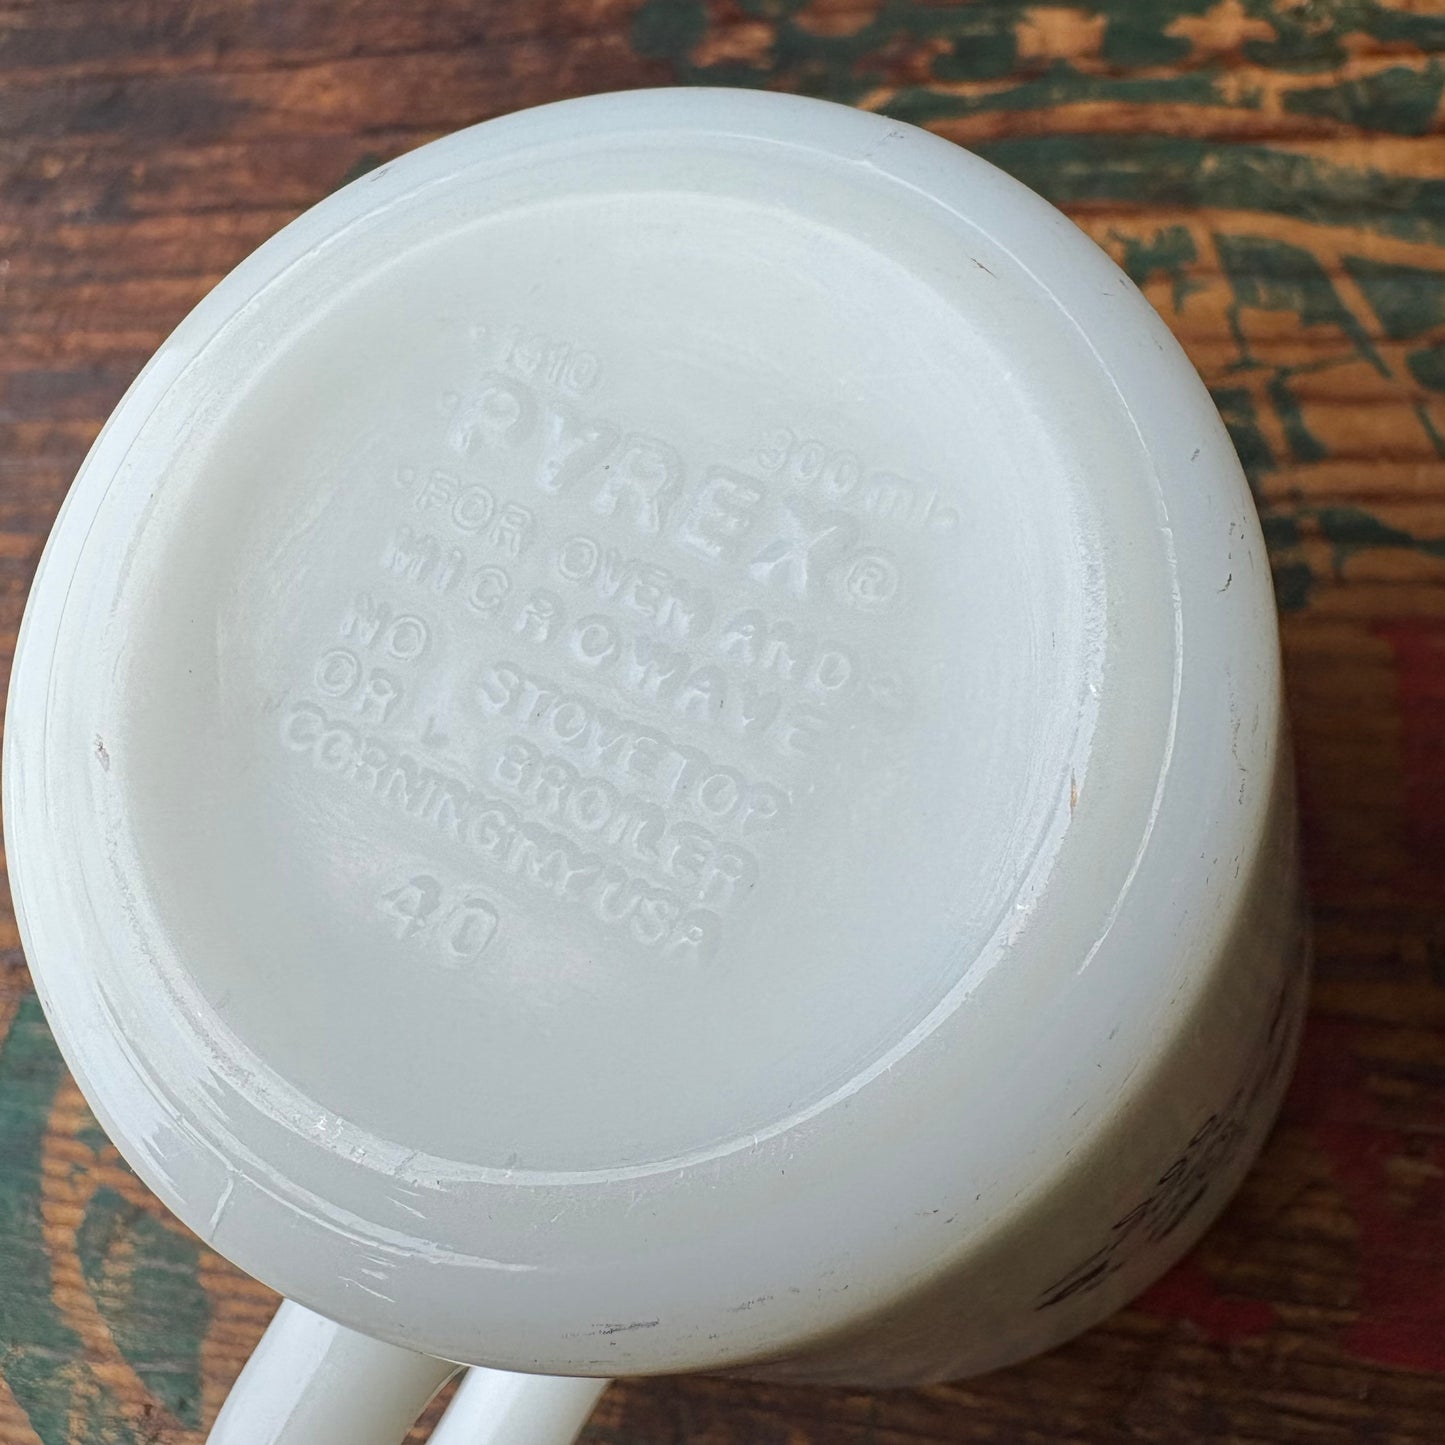 1410
300ml.
·PYREX®
·FOR OVEN AND
MICROWAVE
NO STOVETOP
OR BROILER
CORNING NY USA
40